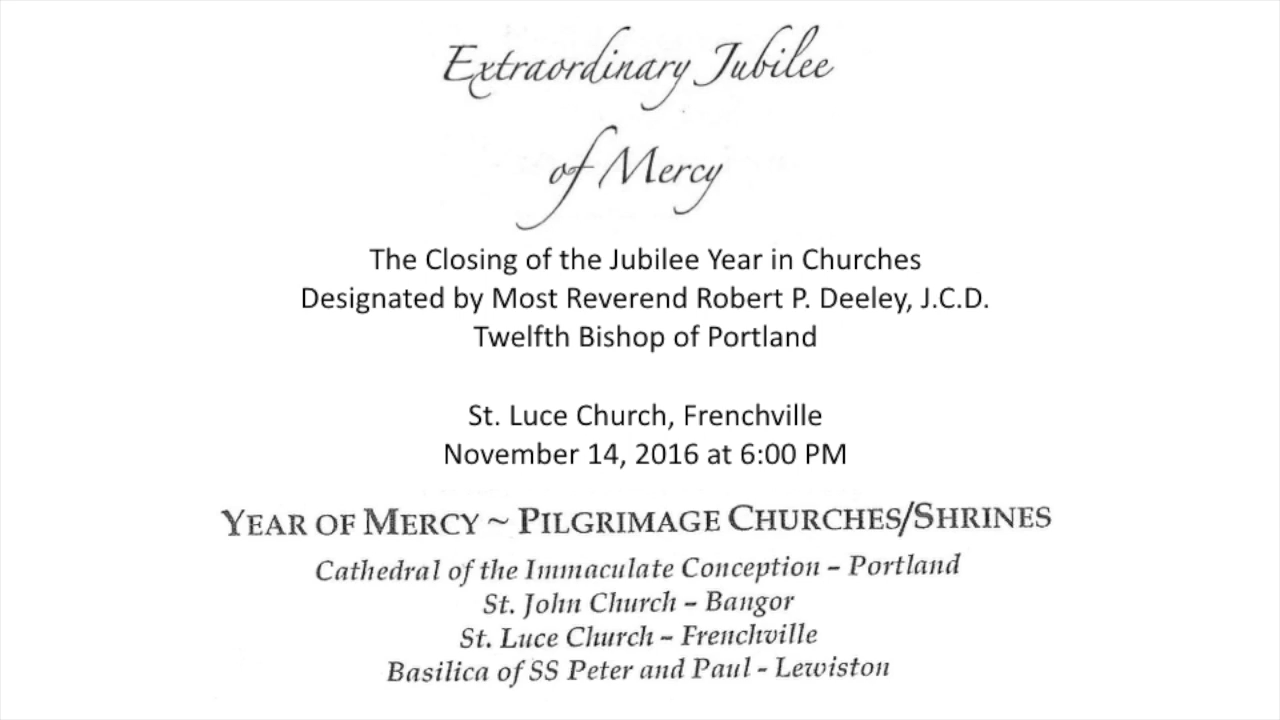 Extraordinary Jubilee
of Mercy
The Closing of the Jubilee Year in Churches
Designated by Most Reverend Robert P. Deeley, J.C.D.
Twelfth Bishop of Portland
St. Luce Church, Frenchville
November 14, 2016 at 6:00 PM
YEAR OF MERCY ~ PILGRIMAGE CHURCHES/SHRINES
Cathedral of the Immaculate Conception – Portland
St. John Church – Bangor
St. Luce Church – Frenchville
Basilica of SS Peter and Paul - Lewiston